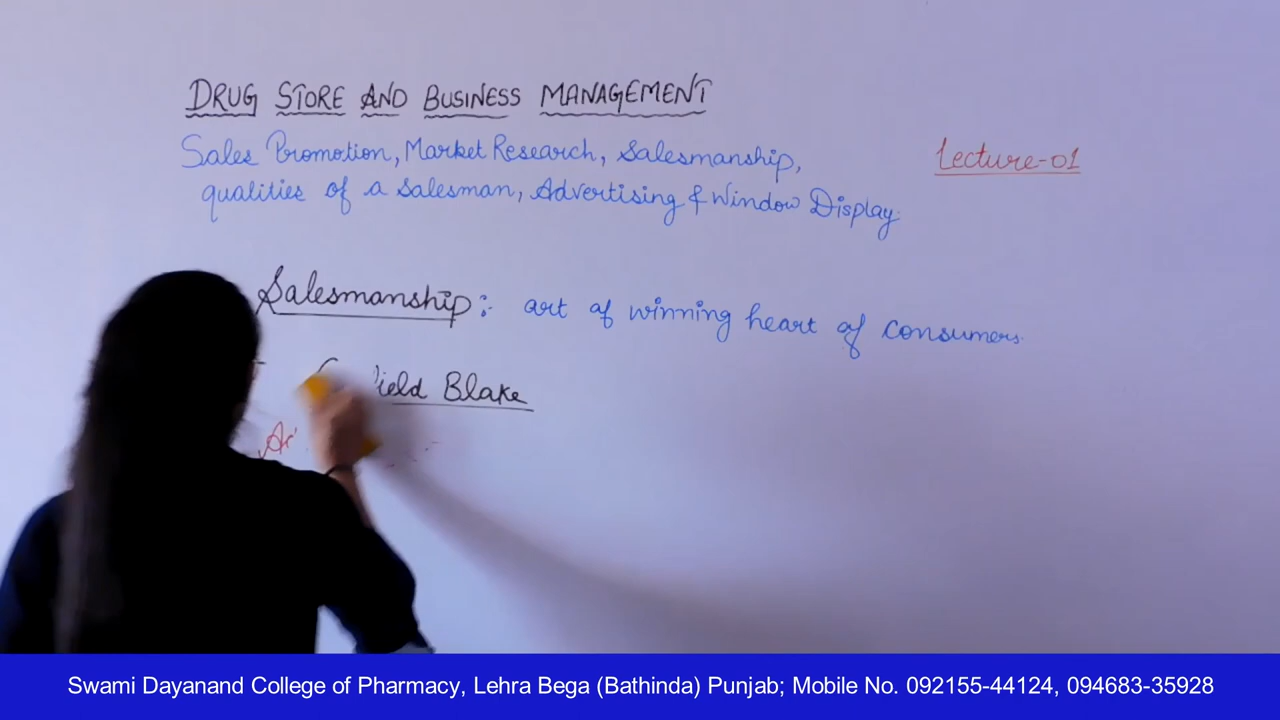 DRUG STORE AND BUSINESS MANAGEMENT
Sales Promotion, Market Research, Salesmanship,
Lecture-01
qualities of a Salesman, Advertising & Window Display.
Salesmanship:- art of winning heart of consumers.
Blake
Swami Dayanand College of Pharmacy, Lehra Bega (Bathinda) Punjab; Mobile No. 092155-44124, 094683-35928